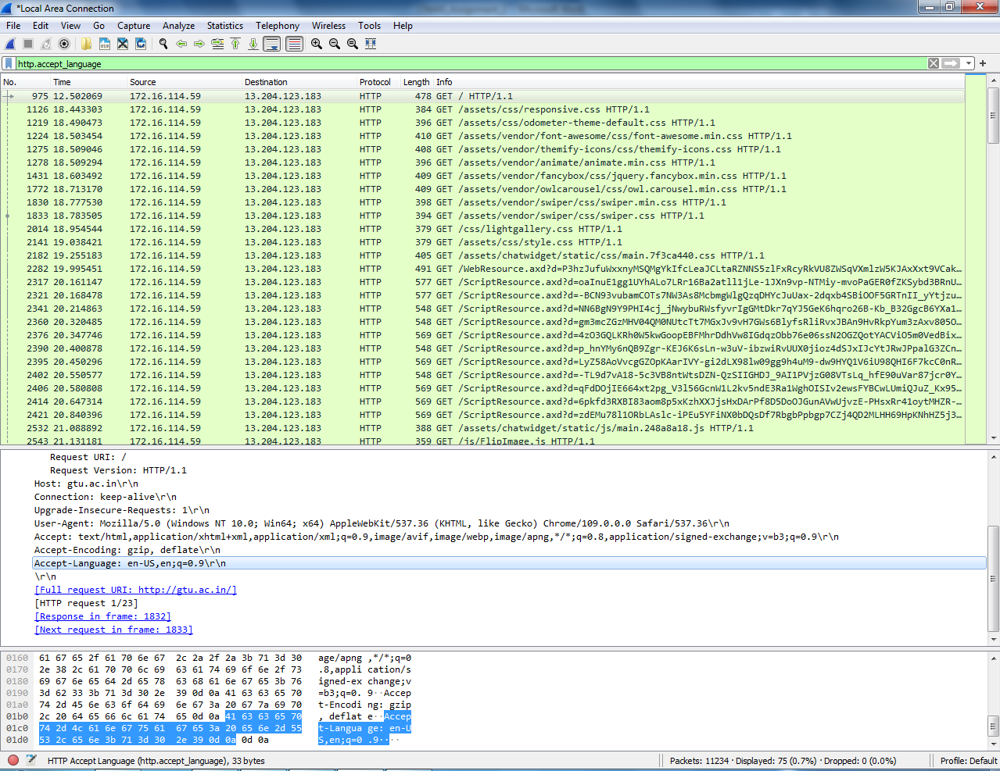 *Local Area Connection
File Edit View Go Capture Analyze Statistics Telephony Wireless Tools Help
http.accept_language
No. Time Source Destination Protocol Length Info
975 12.502069 172.16.114.59 13.204.123.183 HTTP 478 GET / HTTP/1.1
1126 18.443303 172.16.114.59 13.204.123.183 HTTP 384 GET /assets/css/responsive.css HTTP/1.1
1219 18.490473 172.16.114.59 13.204.123.183 HTTP 396 GET /assets/css/odometer-theme-default.css HTTP/1.1
1224 18.503454 172.16.114.59 13.204.123.183 HTTP 410 GET /assets/vendor/font-awesome/css/font-awesome.min.css HTTP/1.1
1275 18.509046 172.16.114.59 13.204.123.183 HTTP 408 GET /assets/vendor/themify-icons/css/themify-icons.css HTTP/1.1
1278 18.509294 172.16.114.59 13.204.123.183 HTTP 396 GET /assets/vendor/animate/animate.min.css HTTP/1.1
1431 18.603492 172.16.114.59 13.204.123.183 HTTP 409 GET /assets/vendor/fancybox/css/jquery.fancybox.min.css HTTP/1.1
1772 18.713170 172.16.114.59 13.204.123.183 HTTP 409 GET /assets/vendor/owlcarousel/css/owl.carousel.min.css HTTP/1.1
1830 18.777530 172.16.114.59 13.204.123.183 HTTP 398 GET /assets/vendor/swiper/css/swiper.min.css HTTP/1.1
1833 18.783505 172.16.114.59 13.204.123.183 HTTP 394 GET /assets/vendor/swiper/css/swiper.css HTTP/1.1
2014 18.954544 172.16.114.59 13.204.123.183 HTTP 379 GET /css/lightgallery.css HTTP/1.1
2141 19.038421 172.16.114.59 13.204.123.183 HTTP 379 GET /assets/css/style.css HTTP/1.1
2182 19.255183 172.16.114.59 13.204.123.183 HTTP 405 GET /assets/chatwidget/static/css/main.7f3ca440.css HTTP/1.1
2282 19.995451 172.16.114.59 13.204.123.183 HTTP 491 GET /WebResource.axd?d=P3hzJufuWxxnyMSQMgYkIfcLeaJCLtaRZNNS5zlFxRcyRkVU8ZWSqVXmlzW5KJAxXxt9VCak…
2317 20.161147 172.16.114.59 13.204.123.183 HTTP 577 GET /ScriptResource.axd?d=oaInuE1gg1UYhALo7LRr16Ba2atll1jLe-1JXn9vp-NTMiy-mvoPaGER0fZKSybd3BRnU…
2321 20.168478 172.16.114.59 13.204.123.183 HTTP 577 GET /ScriptResource.axd?d=-BCN93vubamCOTs7NW3As8McbmgWlgQzqDHYcJuUax-2dqxb4SBiOOF5GRTnII_yYtjzu…
2341 20.214863 172.16.114.59 13.204.123.183 HTTP 548 GET /ScriptResource.axd?d=NN6BgN9Y9PHI4cj_jNwybuRWsfyvrIgGMtDkr7qYJ5GeK6hqro26B-Kb_B32GgcB6YXa1…
2360 20.320485 172.16.114.59 13.204.123.183 HTTP 548 GET /ScriptResource.axd?d=gm3mcZGzMHV04QM0NUtcTt7MGxJv9vH7GWs6BlyfsRliRvxJBAn9HvRkpYum3zAxv805O…
2376 20.347746 172.16.114.59 13.204.123.183 HTTP 569 GET /ScriptResource.axd?d=4zO3GQLKRh0W5kwGoopEBFMhrDdhVw8IGdqzObb76e06ssN2OGZQotYACViO5m0VedBix…
2390 20.400878 172.16.114.59 13.204.123.183 HTTP 548 GET /ScriptResource.axd?d=p_hnYMy6nQB9Zgr-KEJ6K6sLn-w3uV-ibzwiRvUUX0jioz4dSJxIJcYtJRwJPpalG3ZCn…
2395 20.450296 172.16.114.59 13.204.123.183 HTTP 569 GET /ScriptResource.axd?d=LyZ58AoVvcgGZOpKAarIVY-gi2dLX98lw09gg9h4uM9-dw9HYQ1V6iU98QHI6F7kcC0nR…
2402 20.550577 172.16.114.59 13.204.123.183 HTTP 548 GET /ScriptResource.axd?d=-TL9d7vA18-5c3VB8ntWtsDZN-QzSIIGHDJ_9AI1PVjzG08VTsLq_hfE90uVar87jcr0Y…
2406 20.580808 172.16.114.59 13.204.123.183 HTTP 569 GET /ScriptResource.axd?d=qFdDOjIE664xt2pg_V3l56GcnW1L2kv5ndE3Ra1WghOISIv2ewsFYBCwLUmiQJuZ_Kx95…
2414 20.647314 172.16.114.59 13.204.123.183 HTTP 569 GET /ScriptResource.axd?d=6pkfd3RXBI83aom8p5xKzhXXJjsHxDArPf8D5DoOJGunAVwUjvzE-PHsxRr41oytMHZR-…
2421 20.840396 172.16.114.59 13.204.123.183 HTTP 569 GET /ScriptResource.axd?d=zdEMu78l1ORbLAslc-iPEu5YFiNX0bDQsDf7RbgbPpbgp7CZj4QD2MLHH69HpKNhHZ5j3…
2532 21.088892 172.16.114.59 13.204.123.183 HTTP 388 GET /assets/chatwidget/static/js/main.248a8a18.js HTTP/1.1
2543 21.131181 172.16.114.59 13.204.123.183 HTTP 359 GET /js/FlipImage.js HTTP/1.1
Request URI: /
Request Version: HTTP/1.1
Host: gtu.ac.in\r\n
Connection: keep-alive\r\n
Upgrade-Insecure-Requests: 1\r\n
User-Agent: Mozilla/5.0 (Windows NT 10.0; Win64; x64) AppleWebKit/537.36 (KHTML, like Gecko) Chrome/109.0.0.0 Safari/537.36\r\n
Accept: text/html,application/xhtml+xml,application/xml;q=0.9,image/avif,image/webp,image/apng,*/*;q=0.8,application/signed-exchange;v=b3;q=0.9\r\n
Accept-Encoding: gzip, deflate\r\n
Accept-Language: en-US,en;q=0.9\r\n
\r\n
[Full request URI: http://gtu.ac.in/]
[HTTP request 1/23]
[Response in frame: 1832]
[Next request in frame: 1833]
0160 61 67 65 2f 61 70 6e 67 2c 2a 2f 2a 3b 71 3d 30 age/apng ,*/*;q=0
0170 2e 38 2c 61 70 70 6c 69 63 61 74 69 6f 6e 2f 73 .8,appli cation/s
0180 69 67 6e 65 64 2d 65 78 63 68 61 6e 67 65 3b 76 igned-ex change;v
0190 3d 62 33 3b 71 3d 30 2e 39 0d 0a 41 63 63 65 70 =b3;q=0. 9··Accep
01a0 74 2d 45 6e 63 6f 64 69 6e 67 3a 20 67 7a 69 70 t-Encodi ng: gzip
01b0 2c 20 64 65 66 6c 61 74 65 0d 0a 41 63 63 65 70 , deflat e··Accep
01c0 74 2d 4c 61 6e 67 75 61 67 65 3a 20 65 6e 2d 55 t-Langua ge: en-U
01d0 53 2c 65 6e 3b 71 3d 30 2e 39 0d 0a 0d 0a S,en;q=0 .9····
HTTP Accept Language (http.accept_language), 33 bytes Packets: 11234 · Displayed: 75 (0.7%) · Dropped: 0 (0.0%) Profile: Default